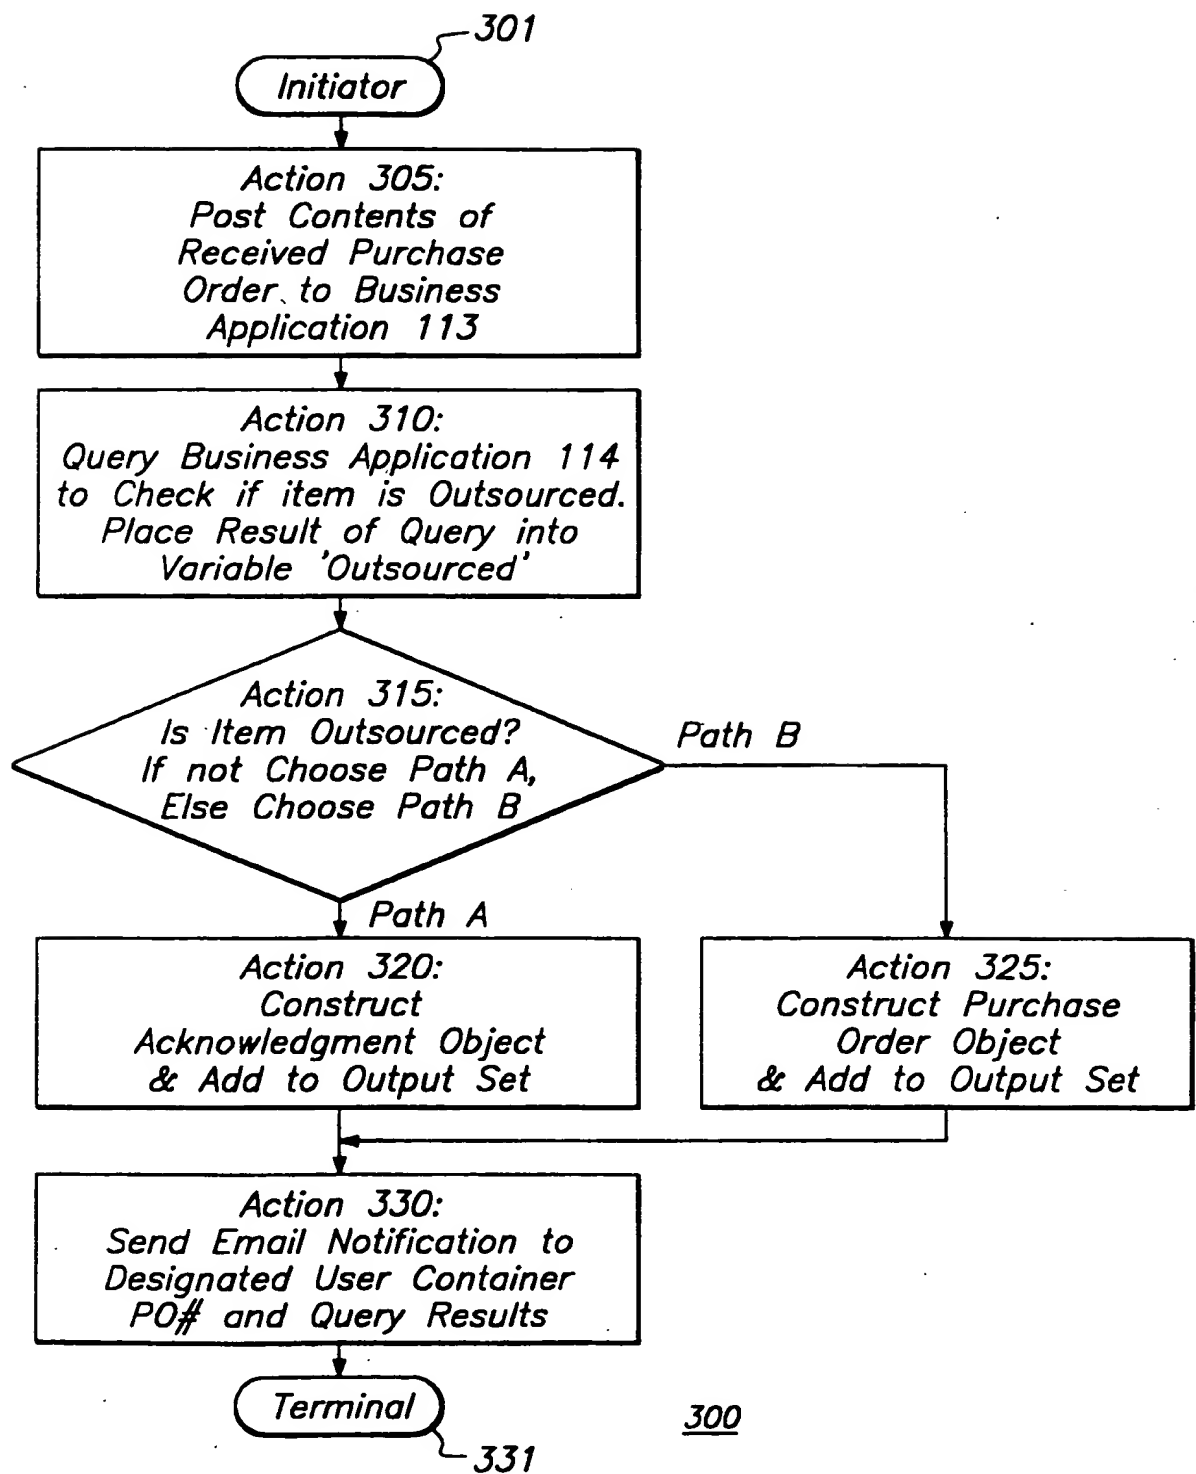 301
Initiator
Action 305:
Post Contents of
Received Purchase
Order to Business
Application 113
Action 310:
Query Business Application 114
to Check if item is Outsourced.
Place Result of Query into
Variable 'Outsourced'
Action 315:
Is Item Outsourced?
If not Choose Path A,
Else Choose Path B
Path B
Path A
Action 320:
Construct
Acknowledgment Object
& Add to Output Set
Action 325:
Construct Purchase
Order Object
& Add to Output Set
Action 330:
Send Email Notification to
Designated User Container
PO# and Query Results
Terminal
300
331